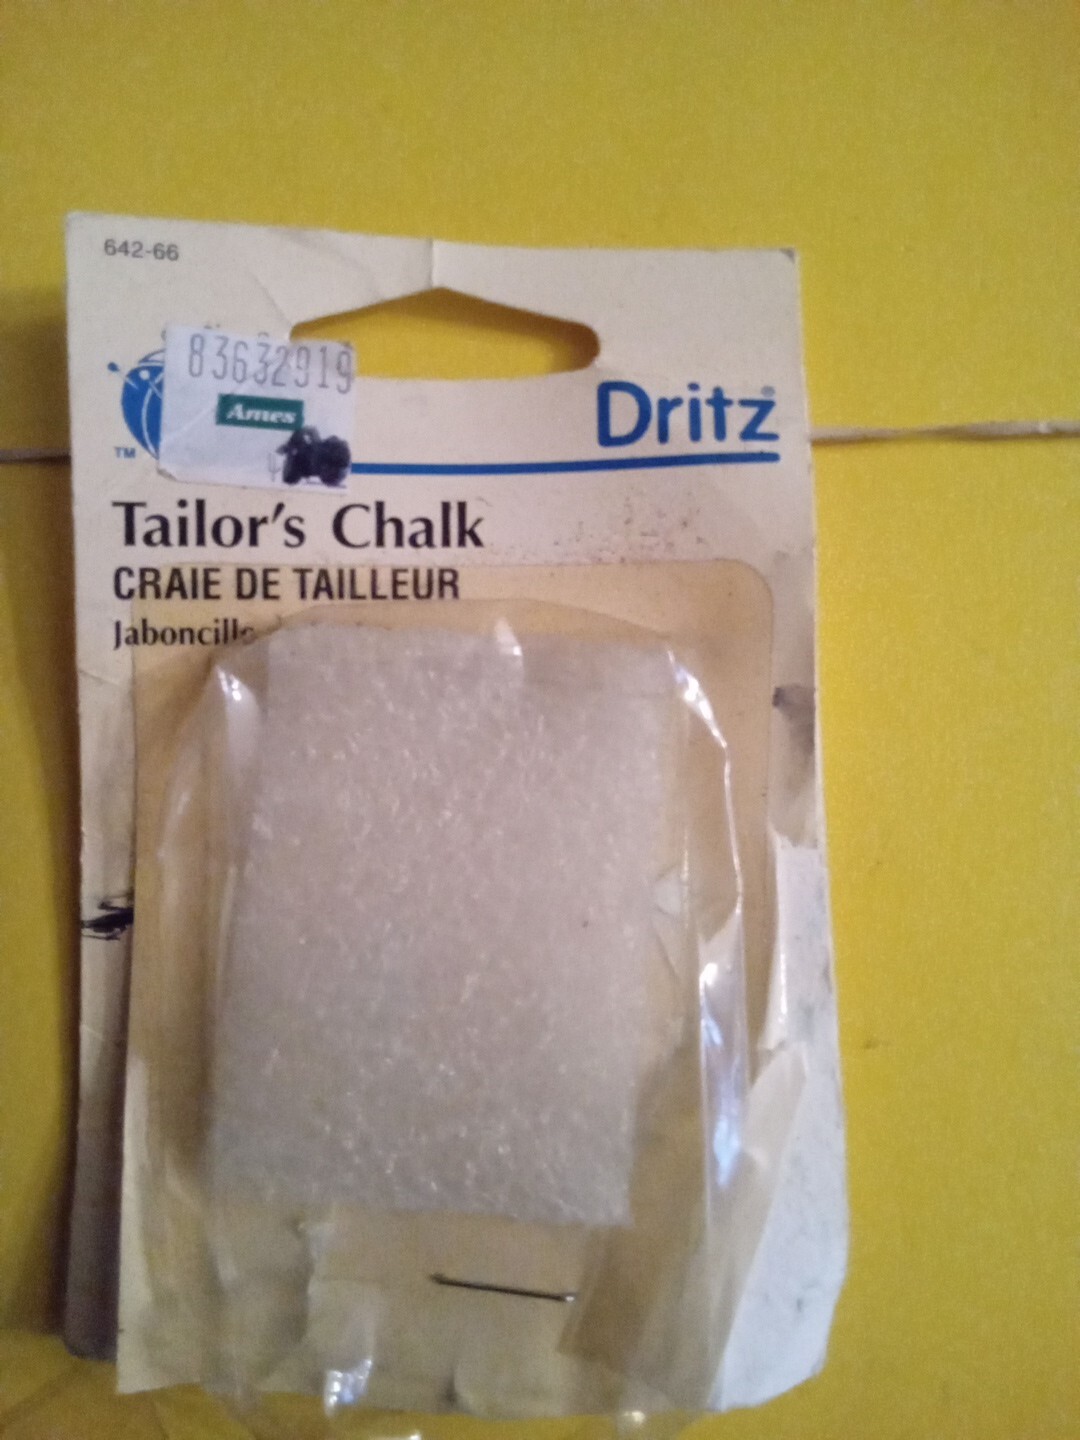 642-66
83632919
Ames
TM
Dritz®
Tailor's Chalk
CRAIE DE TAILLEUR